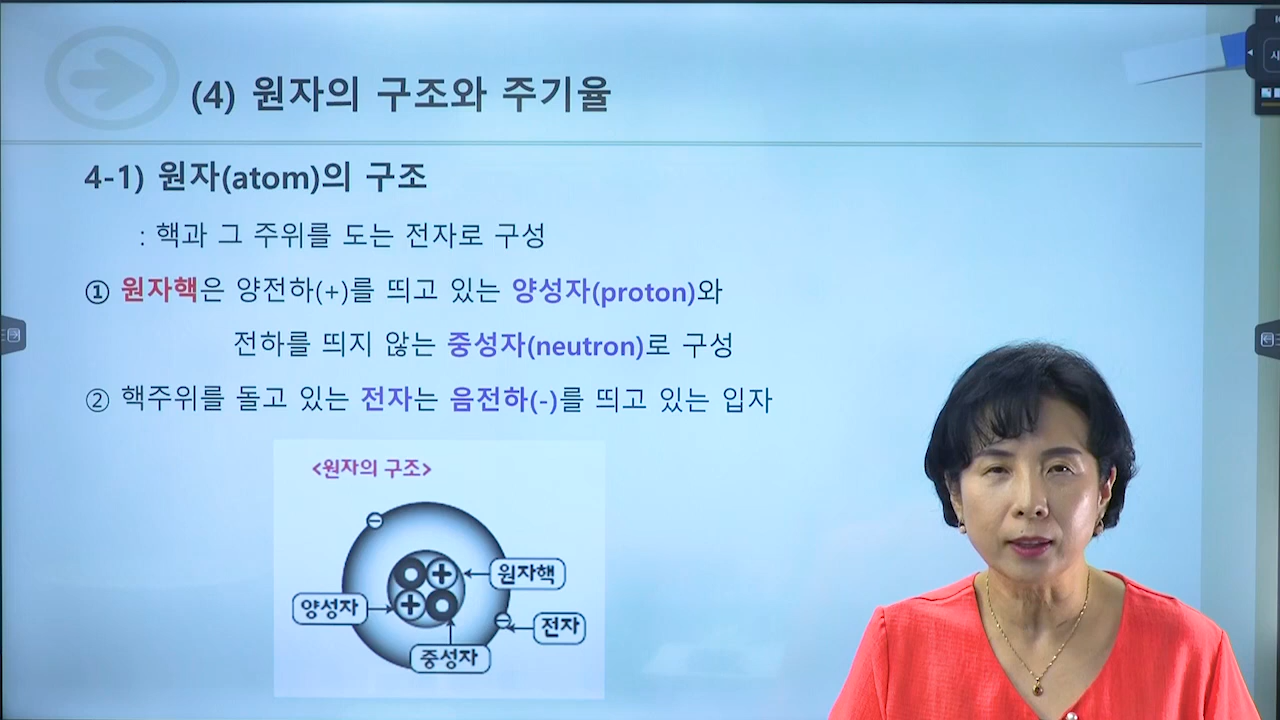 (4) 원자의 구조와 주기율
4-1) 원자(atom)의 구조
: 핵과 그 주위를 도는 전자로 구성
① 원자핵은 양전하(+)를 띄고 있는 양성자(proton)와
전하를 띄지 않는 중성자(neutron)로 구성
② 핵주위를 돌고 있는 전자는 음전하(-)를 띄고 있는 입자
<원자의 구조>
원자핵
양성자
전자
중성자